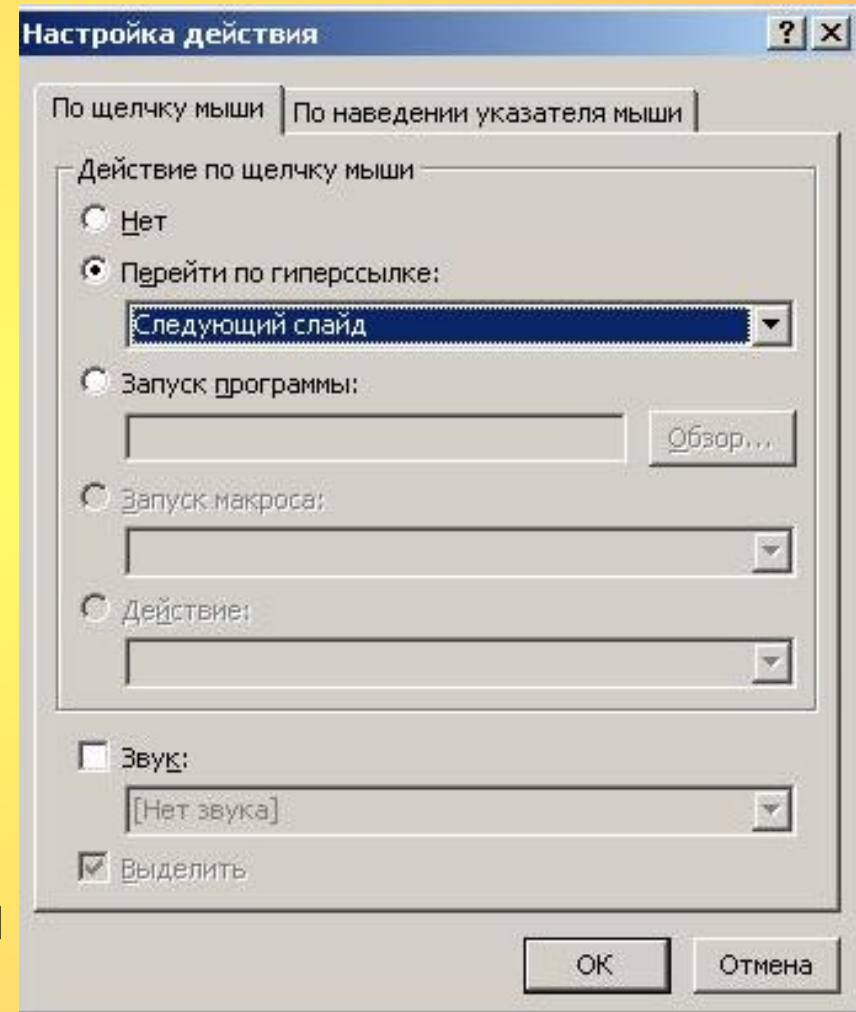 Настройка действия
По щелчку мыши По наведении указателя мыши
Действие по щелчку мыши
Нет
Перейти по гиперссылке:
Следующий слайд
Запуск программы:
Обзор...
Запуск макроса:
Действие:
Звук:
[Нет звука]
Выделить
ОК Отмена